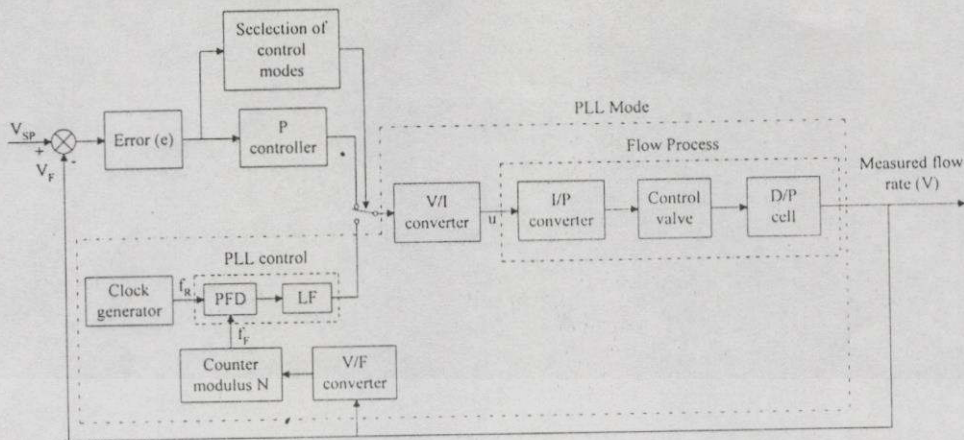 Seclection of
control
modes
PLL Mode
V_SP
+
V_F
-
Error (e)
P
controller
Flow Process
Measured flow
rate (V)
V/I
converter
u
I/P
converter
Control
valve
D/P
cell
PLL control
Clock
generator
f_R
PFD
LF
f_F
Counter
modulus N
V/F
converter